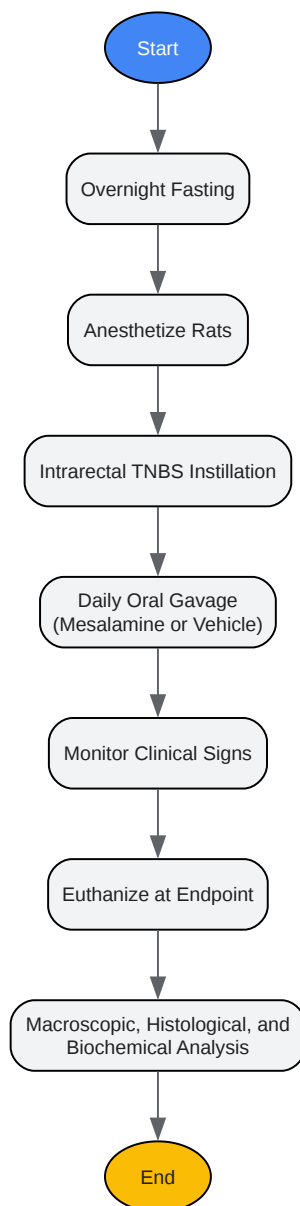 Start
Overnight Fasting
Anesthetize Rats
Intrarectal TNBS Instillation
Daily Oral Gavage
(Mesalamine or Vehicle)
Monitor Clinical Signs
Euthanize at Endpoint
Macroscopic, Histological, and
Biochemical Analysis
End